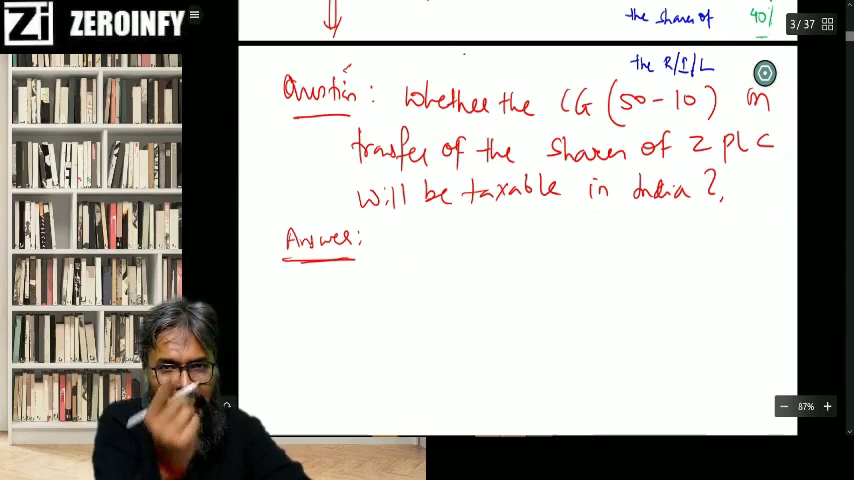 Zi ZEROINFY
the shares of 40%
3/37
the R/I/L
Question: Whether the CG (50-10) on
transfer of the shares of Z PLC
will be taxable in India?
Answer:
87%